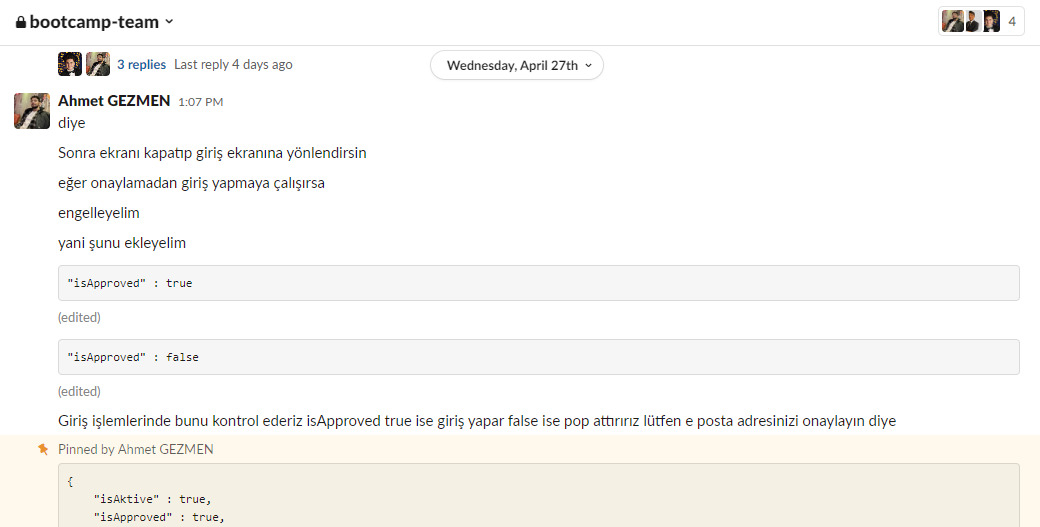 bootcamp-team
4
3 replies Last reply 4 days ago
Wednesday, April 27th
Ahmet GEZMEN 1:07 PM
diye
Sonra ekranı kapatıp giriş ekranına yönlendirsin
eğer onaylamadan giriş yapmaya çalışırsa
engelleyelim
yani şunu ekleyelim
"isApproved" : true
(edited)
"isApproved" : false
(edited)
Giriş işlemlerinde bunu kontrol ederiz isApproved true ise giriş yapar false ise pop attırırız lütfen e posta adresinizi onaylayın diye
Pinned by Ahmet GEZMEN
{
"isAktive" : true,
"isApproved" : true,